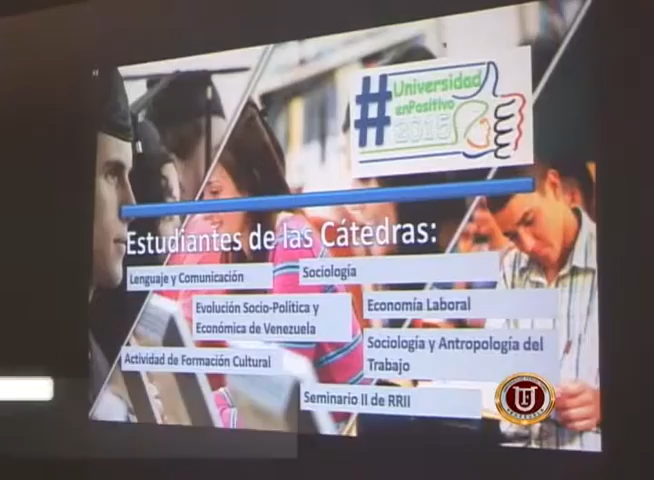 #
Universidad
enPositivo
2015
Estudiantes de las Cátedras:
Lenguaje y Comunicación
Sociología
Evolución Socio-Política y
Económica de Venezuela
Economía Laboral
Actividad de Formación Cultural
Sociología y Antropología del
Trabajo
Seminario II de RRII